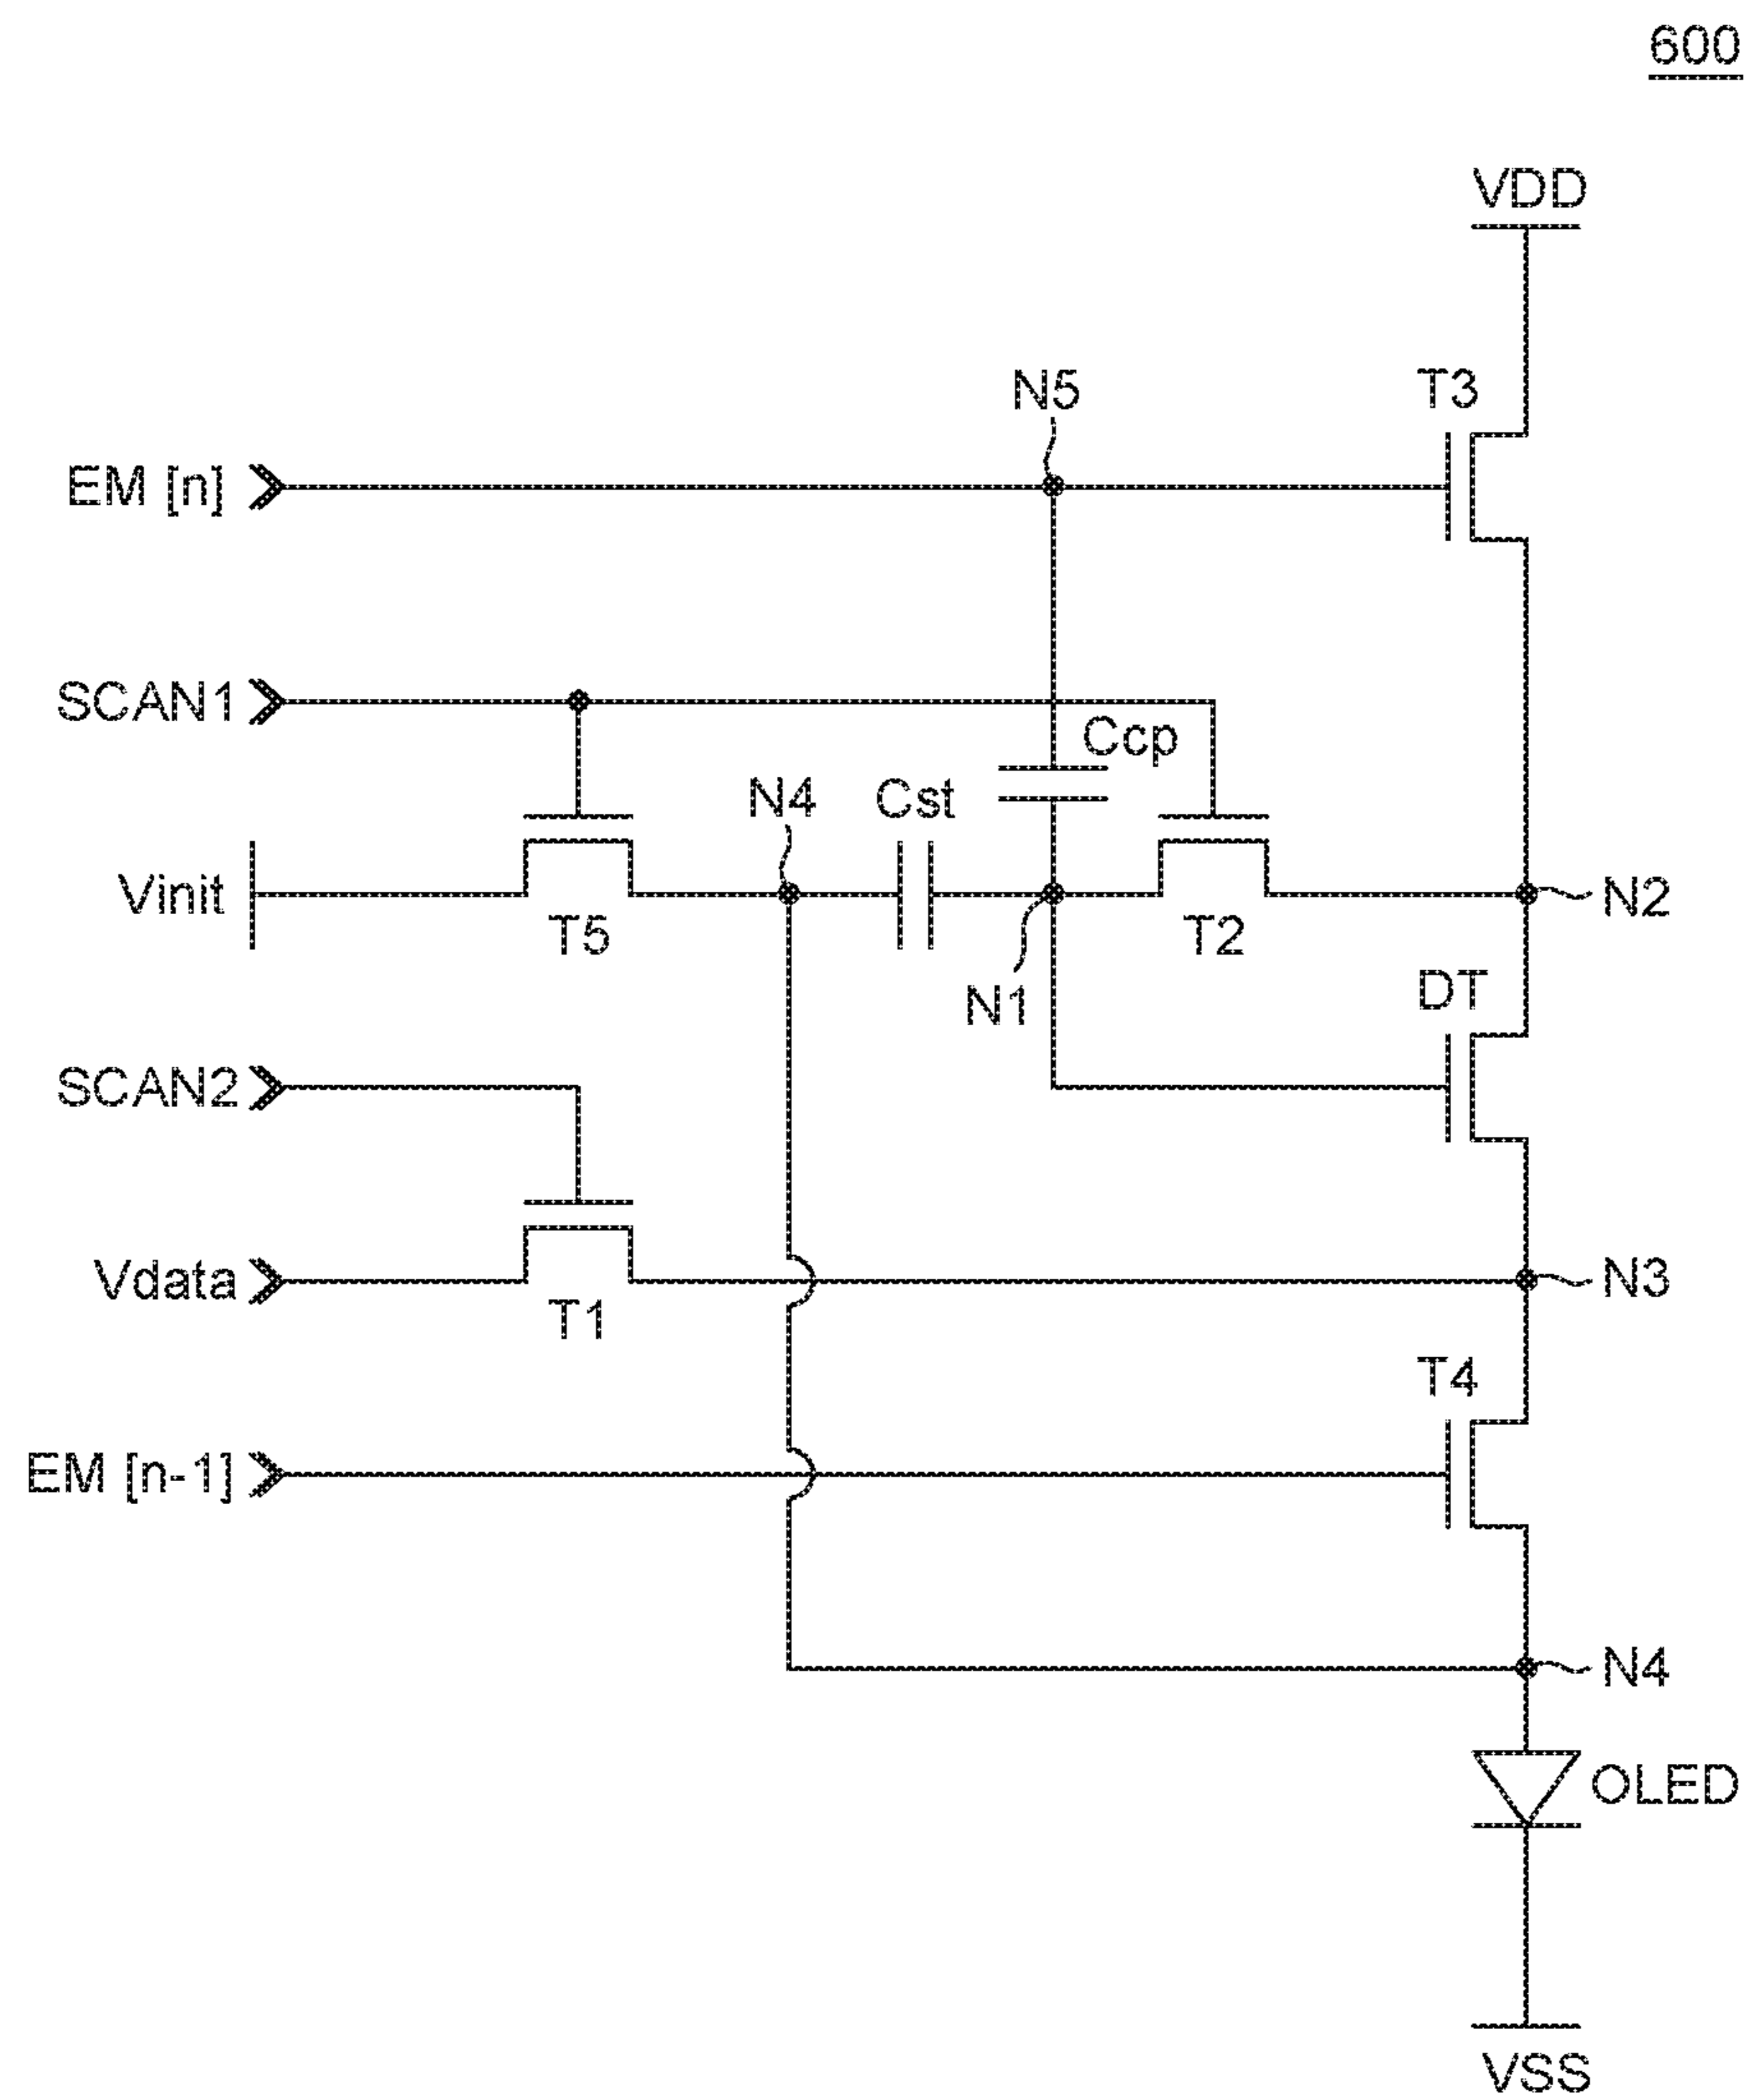 600
VDD
N5
T3
EM [n]
SCAN1
Ccp
N4
Cst
Vinit
T5
T2
N2
N1
DT
SCAN2
Vdata
N3
T1
T4
EM [n-1]
N4
OLED
VSS